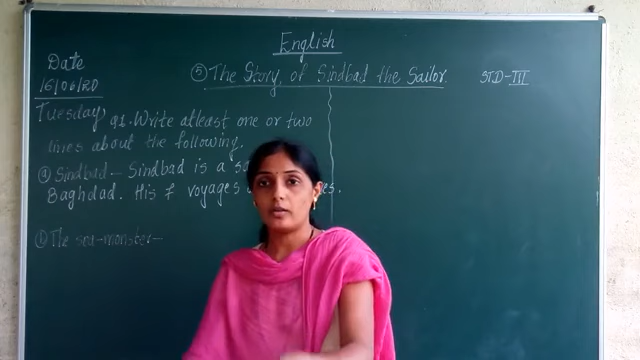 English
Date
16/06/20
⑤ The Story of Sindbad the Sailor
STD-III
Tuesday
Q1. Write atleast one or two
lines about the following.
ⓐ Sindbad - Sindbad is a
Baghdad. His voyages
ⓑ The sea-monster-